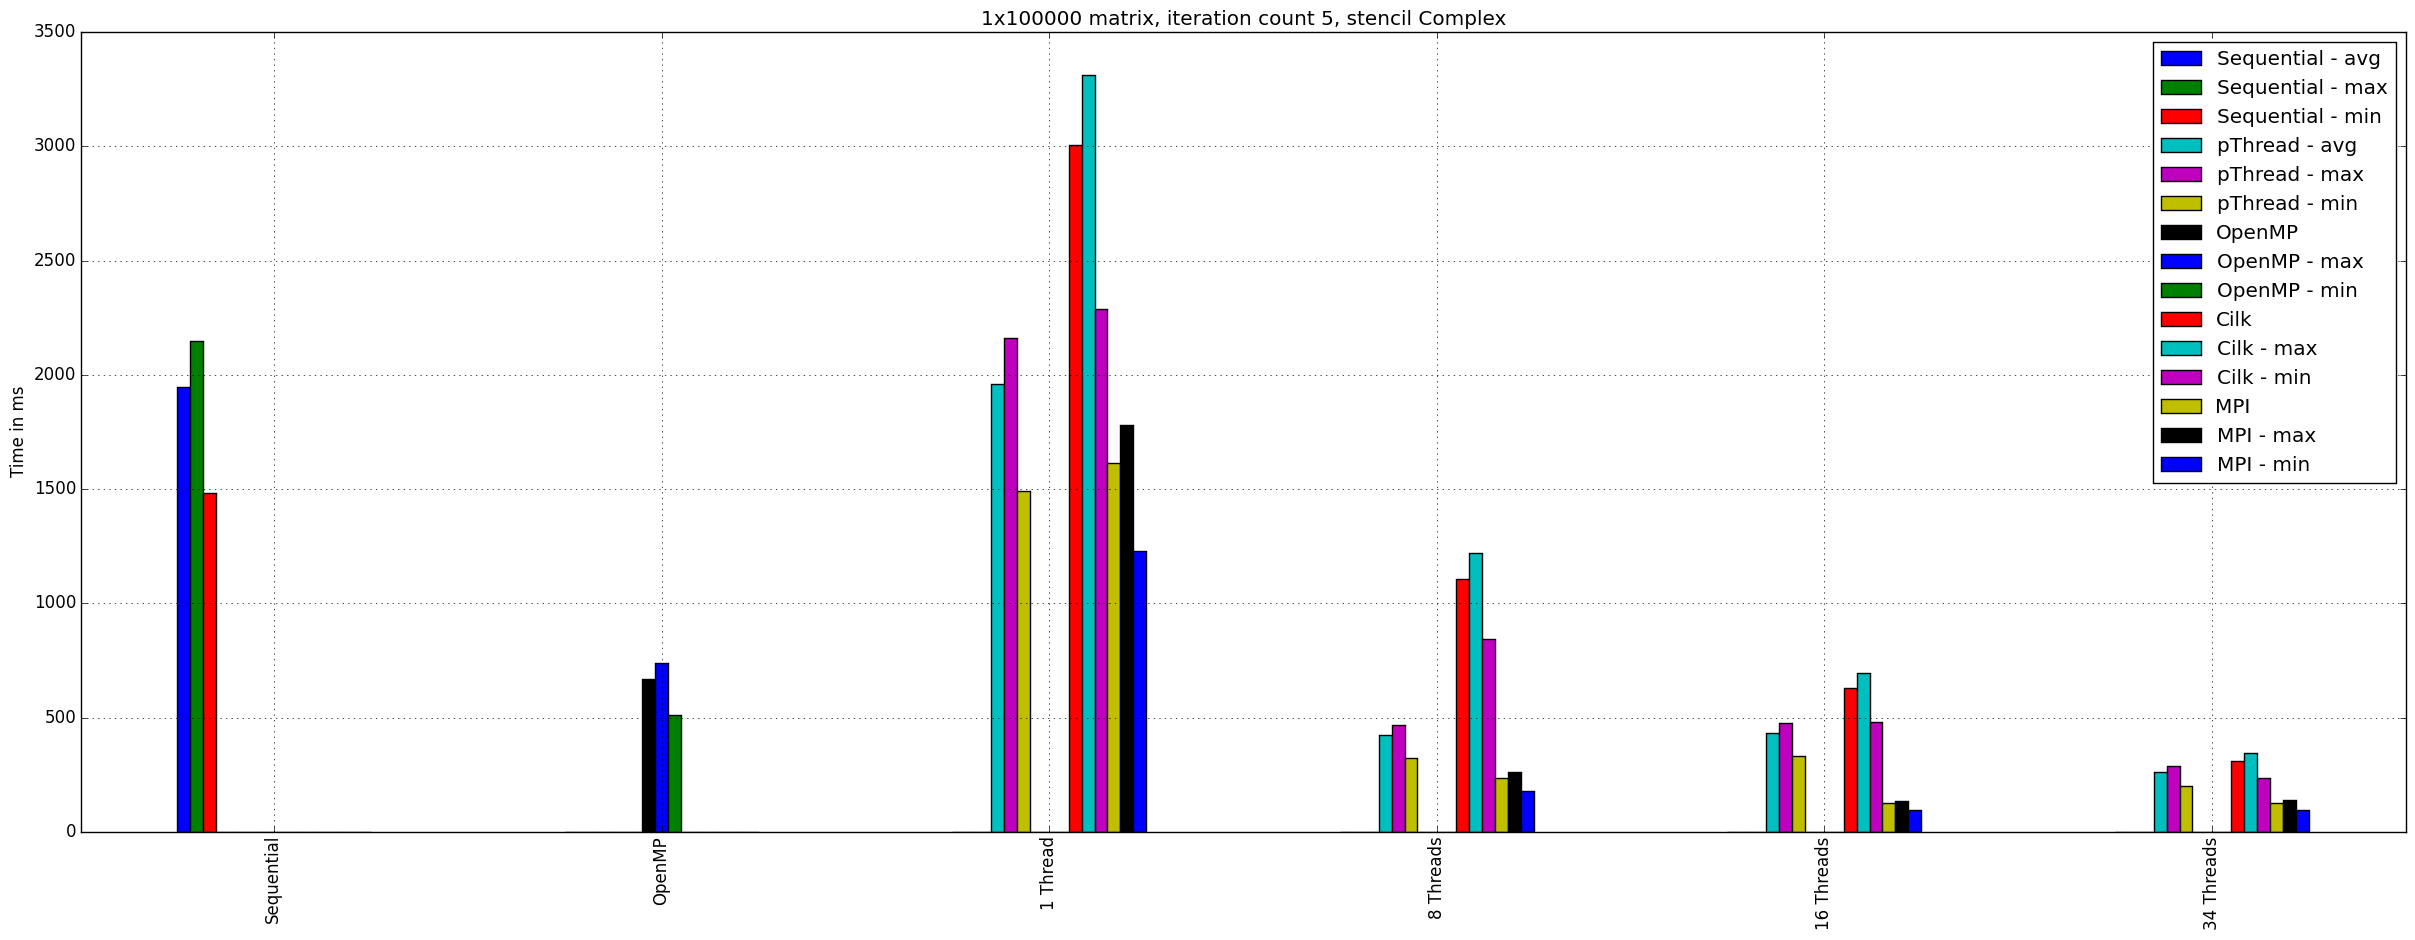 1x100000 matrix, iteration count 5, stencil Complex
3500
3000
2500
2000
1500
1000
500
0
Time in ms
Sequential - avg
Sequential - max
Sequential - min
pThread - avg
pThread - max
pThread - min
OpenMP
OpenMP - max
OpenMP - min
Cilk
Cilk - max
Cilk - min
MPI
MPI - max
MPI - min
Sequential
OpenMP
1 Thread
8 Threads
16 Threads
34 Threads